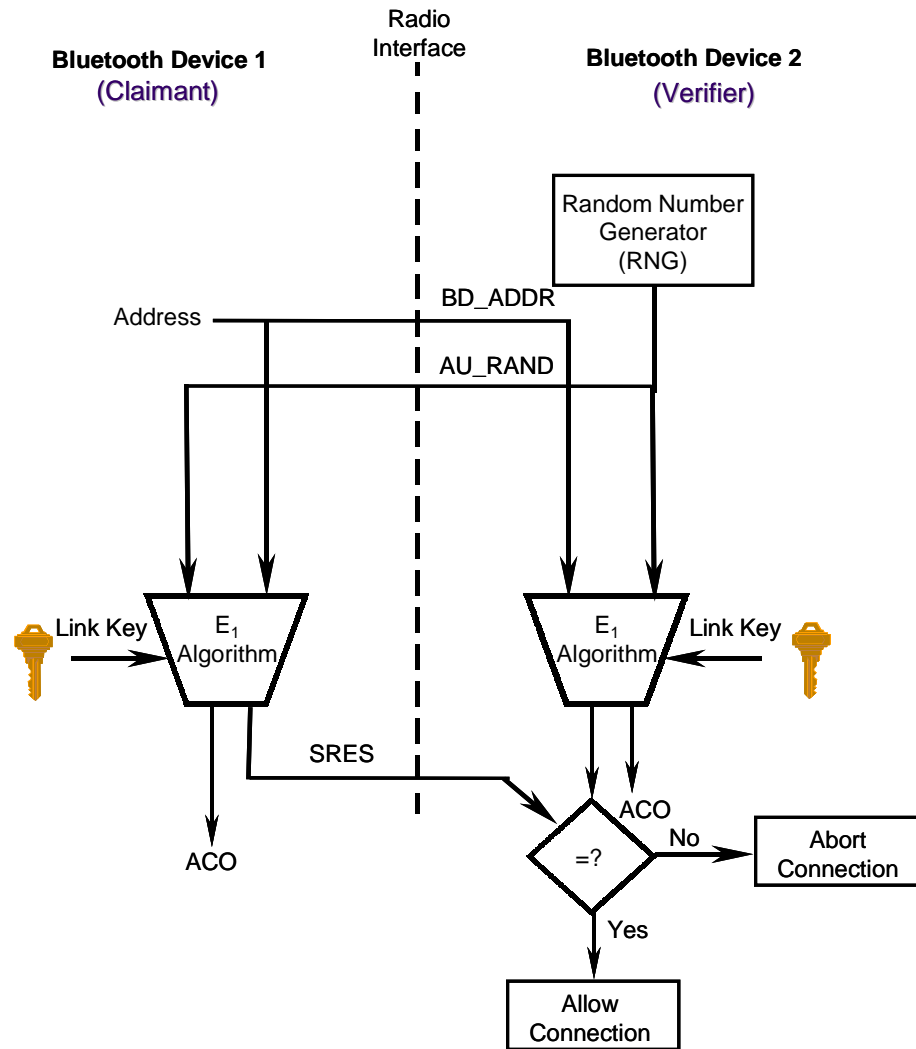 Radio
Interface
Bluetooth Device 1
(Claimant)
Bluetooth Device 2
(Verifier)
Random Number
Generator
(RNG)
BD_ADDR
Address
AU_RAND
Link Key
E1
Algorithm
E1
Algorithm
Link Key
SRES
ACO
ACO
=?
No
Abort
Connection
Yes
Allow
Connection